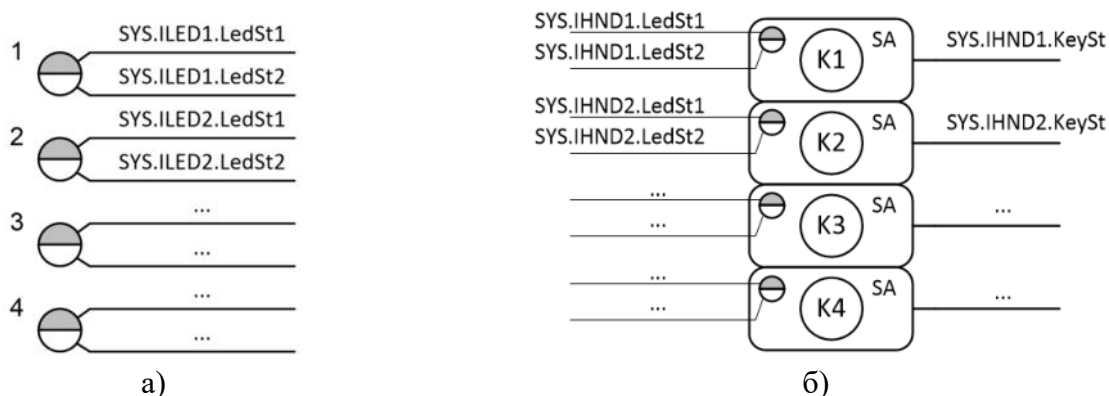 1
SYS.ILED1.LedSt1
SYS.ILED1.LedSt2
2
SYS.ILED2.LedSt1
SYS.ILED2.LedSt2
3
...
...
4
...
...
а)
SYS.IHND1.LedSt1
SYS.IHND1.LedSt2
K1
SA
SYS.IHND1.KeySt
SYS.IHND2.LedSt1
SYS.IHND2.LedSt2
K2
SA
SYS.IHND2.KeySt
...
...
K3
SA
...
...
...
K4
SA
...
б)